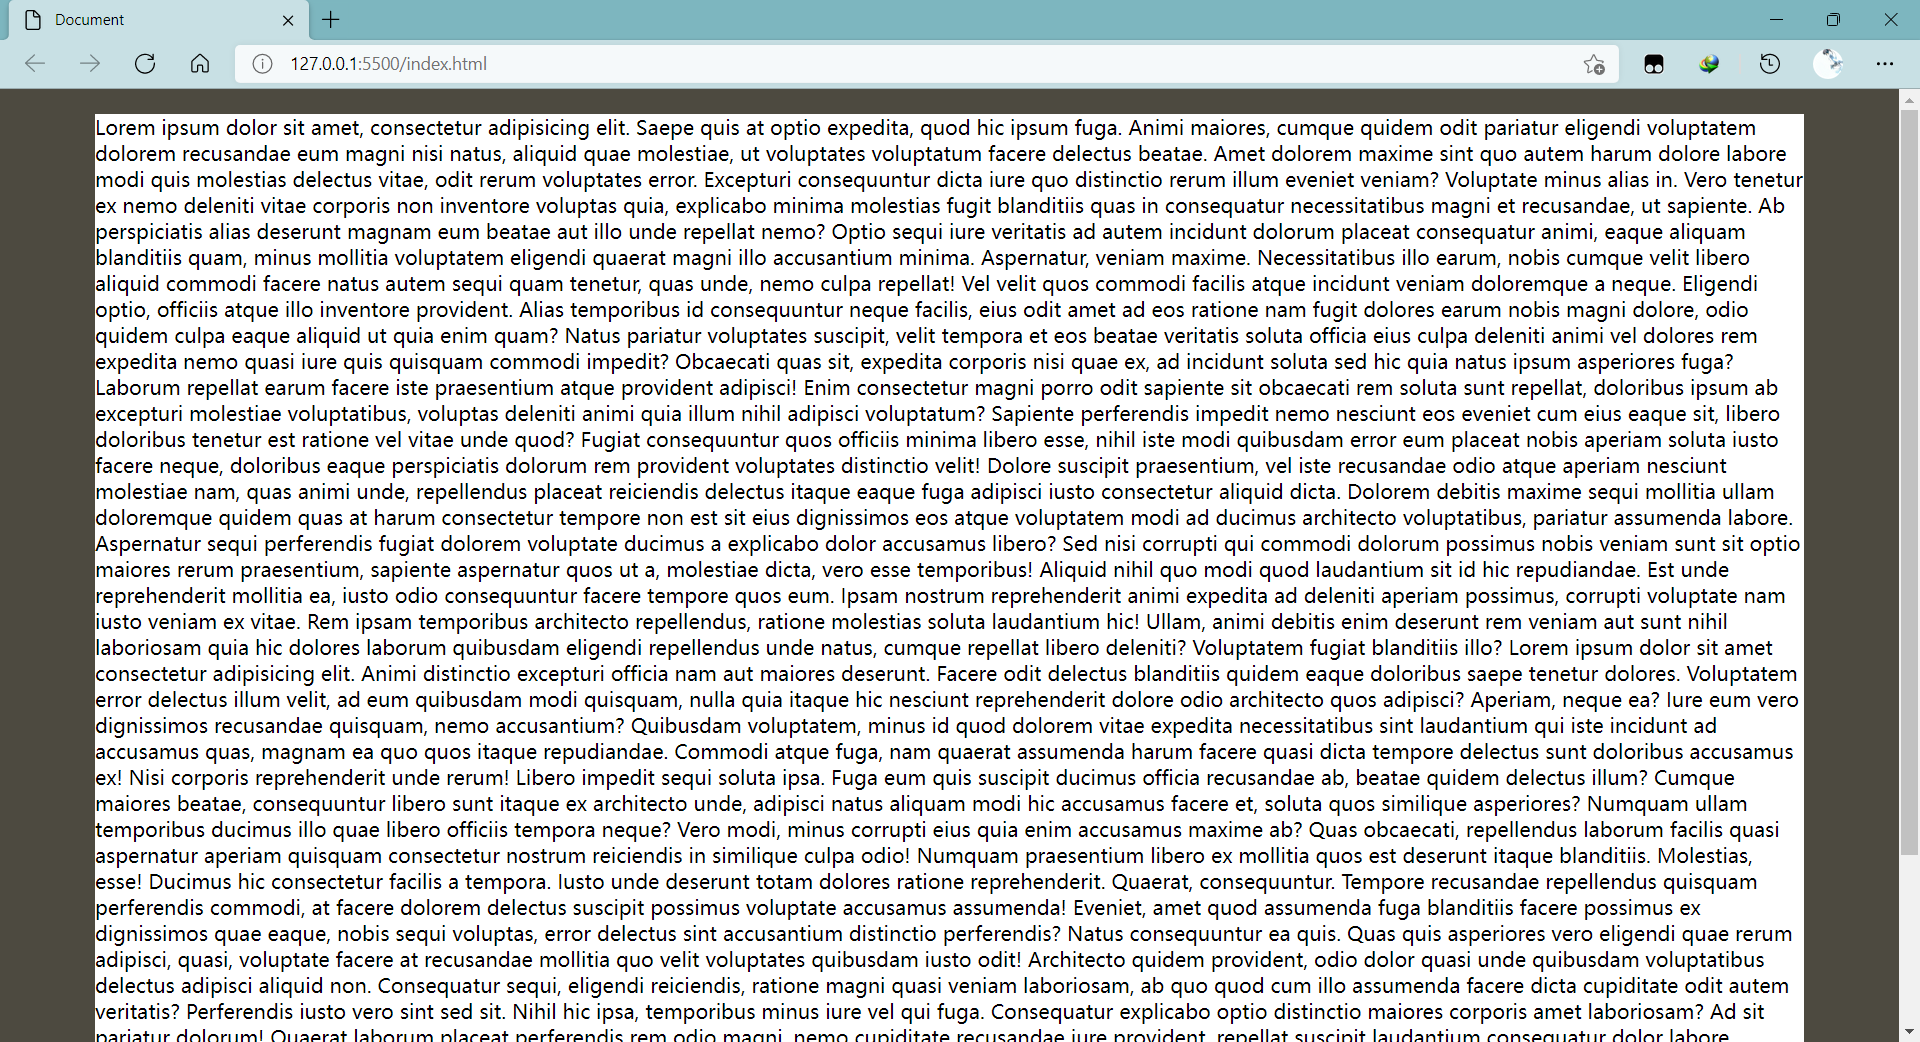 Document
127.0.0.1:5500/index.html
Lorem ipsum dolor sit amet, consectetur adipisicing elit. Saepe quis at optio expedita, quod hic ipsum fuga. Animi maiores, cumque quidem odit pariatur eligendi voluptatem
dolorem recusandae eum magni nisi natus, aliquid quae molestiae, ut voluptates voluptatum facere delectus beatae. Amet dolorem maxime sint quo autem harum dolore labore
modi quis molestias delectus vitae, odit rerum voluptates error. Excepturi consequuntur dicta iure quo distinctio rerum illum eveniet veniam? Voluptate minus alias in. Vero tenetur
ex nemo deleniti vitae corporis non inventore voluptas quia, explicabo minima molestias fugit blanditiis quas in consequatur necessitatibus magni et recusandae, ut sapiente. Ab
perspiciatis alias deserunt magnam eum beatae aut illo unde repellat nemo? Optio sequi iure veritatis ad autem incidunt dolorum placeat consequatur animi, eaque aliquam
blanditiis quam, minus mollitia voluptatem eligendi quaerat magni illo accusantium minima. Aspernatur, veniam maxime. Necessitatibus illo earum, nobis cumque velit libero
aliquid commodi facere natus autem sequi quam tenetur, quas unde, nemo culpa repellat! Vel velit quos commodi facilis atque incidunt veniam doloremque a neque. Eligendi
optio, officiis atque illo inventore provident. Alias temporibus id consequuntur neque facilis, eius odit amet ad eos ratione nam fugit dolores earum nobis magni dolore, odio
quidem culpa eaque aliquid ut quia enim quam? Natus pariatur voluptates suscipit, velit tempora et eos beatae veritatis soluta officia eius culpa deleniti animi vel dolores rem
expedita nemo quasi iure quis quisquam commodi impedit? Obcaecati quas sit, expedita corporis nisi quae ex, ad incidunt soluta sed hic quia natus ipsum asperiores fuga?
Laborum repellat earum facere iste praesentium atque provident adipisci! Enim consectetur magni porro odit sapiente sit obcaecati rem soluta sunt repellat, doloribus ipsum ab
excepturi molestiae voluptatibus, voluptas deleniti animi quia illum nihil adipisci voluptatum? Sapiente perferendis impedit nemo nesciunt eos eveniet cum eius eaque sit, libero
doloribus tenetur est ratione vel vitae unde quod? Fugiat consequuntur quos officiis minima libero esse, nihil iste modi quibusdam error eum placeat nobis aperiam soluta iusto
facere neque, doloribus eaque perspiciatis dolorum rem provident voluptates distinctio velit! Dolore suscipit praesentium, vel iste recusandae odio atque aperiam nesciunt
molestiae nam, quas animi unde, repellendus placeat reiciendis delectus itaque eaque fuga adipisci iusto consectetur aliquid dicta. Dolorem debitis maxime sequi mollitia ullam
doloremque quidem quas at harum consectetur tempore non est sit eius dignissimos eos atque voluptatem modi ad ducimus architecto voluptatibus, pariatur assumenda labore.
Aspernatur sequi perferendis fugiat dolorem voluptate ducimus a explicabo dolor accusamus libero? Sed nisi corrupti qui commodi dolorum possimus nobis veniam sunt sit optio
maiores rerum praesentium, sapiente aspernatur quos ut a, molestiae dicta, vero esse temporibus! Aliquid nihil quo modi quod laudantium sit id hic repudiandae. Est unde
reprehenderit mollitia ea, iusto odio consequuntur facere tempore quos eum. Ipsam nostrum reprehenderit animi expedita ad deleniti aperiam possimus, corrupti voluptate nam
iusto veniam ex vitae. Rem ipsam temporibus architecto repellendus, ratione molestias soluta laudantium hic! Ullam, animi debitis enim deserunt rem veniam aut sunt nihil
laboriosam quia hic dolores laborum quibusdam eligendi repellendus unde natus, cumque repellat libero deleniti? Voluptatem fugiat blanditiis illo? Lorem ipsum dolor sit amet
consectetur adipisicing elit. Animi distinctio excepturi officia nam aut maiores deserunt. Facere odit delectus blanditiis quidem eaque doloribus saepe tenetur dolores. Voluptatem
error delectus illum velit, ad eum quibusdam modi quisquam, nulla quia itaque hic nesciunt reprehenderit dolore odio architecto quos adipisci? Aperiam, neque ea? Iure eum vero
dignissimos recusandae quisquam, nemo accusantium? Quibusdam voluptatem, minus id quod dolorem vitae expedita necessitatibus sint laudantium qui iste incidunt ad
accusamus quas, magnam ea quo quos itaque repudiandae. Commodi atque fuga, nam quaerat assumenda harum facere quasi dicta tempore delectus sunt doloribus accusamus
ex! Nisi corporis reprehenderit unde rerum! Libero impedit sequi soluta ipsa. Fuga eum quis suscipit ducimus officia recusandae ab, beatae quidem delectus illum? Cumque
maiores beatae, consequuntur libero sunt itaque ex architecto unde, adipisci natus aliquam modi hic accusamus facere et, soluta quos similique asperiores? Numquam ullam
temporibus ducimus illo quae libero officiis tempora neque? Vero modi, minus corrupti eius quia enim accusamus maxime ab? Quas obcaecati, repellendus laborum facilis quasi
aspernatur aperiam quisquam consectetur nostrum reiciendis in similique culpa odio! Numquam praesentium libero ex mollitia quos est deserunt itaque blanditiis. Molestias,
esse! Ducimus hic consectetur facilis a tempora. Iusto unde deserunt totam dolores ratione reprehenderit. Quaerat, consequuntur. Tempore recusandae repellendus quisquam
perferendis commodi, at facere dolorem delectus suscipit possimus voluptate accusamus assumenda! Eveniet, amet quod assumenda fuga blanditiis facere possimus ex
dignissimos quae eaque, nobis sequi voluptas, error delectus sint accusantium distinctio perferendis? Natus consequuntur ea quis. Quas quis asperiores vero eligendi quae rerum
adipisci, quasi, voluptate facere at recusandae mollitia quo velit voluptates quibusdam iusto odit! Architecto quidem provident, odio dolor quasi unde quibusdam voluptatibus
delectus adipisci aliquid non. Consequatur sequi, eligendi reiciendis, ratione magni quasi veniam laboriosam, ab quo quod cum illo assumenda facere dicta cupiditate odit autem
veritatis? Perferendis iusto vero sint sed sit. Nihil hic ipsa, temporibus minus iure vel qui fuga. Consequatur explicabo optio distinctio maiores corporis amet laboriosam? Ad sit
pariatur dolorum! Quaerat laborum placeat perferendis rem odio magni, nemo cupiditate recusandae iure provident, repellat suscipit laudantium consequatur dolor labore